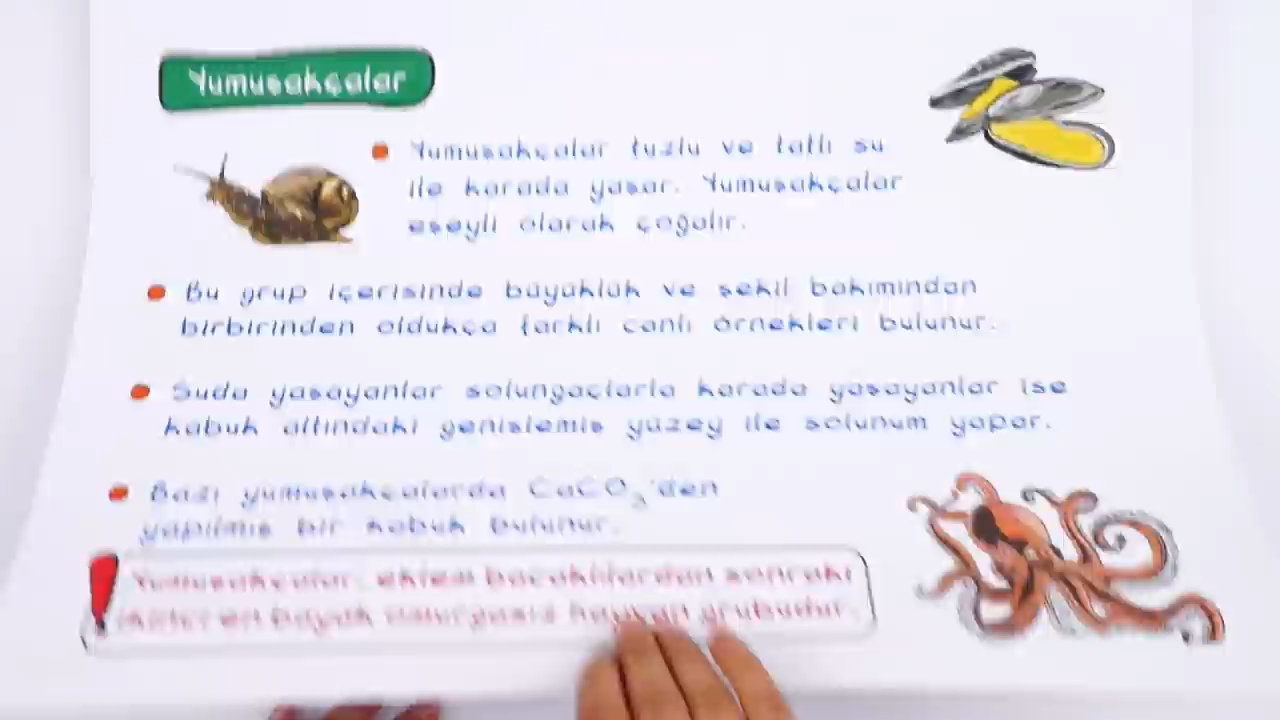 Yumuşakçalar
Yumuşakçalar tuzlu ve tatlı su
ile karada yaşar. Yumuşakçalar
eşeyli olarak çoğalır.
Bu grup içerisinde büyüklük ve şekil bakımından
birbirinden oldukça farklı canlı örnekleri bulunur.
Suda yaşayanlar solungaçlarla karada yaşayanlar ise
kabuk altındaki genişlemiş yüzey ile solunum yapar.
Bazı yumuşakçalarda CaCO₃'den
yapılmış bir kabuk bulunur.
Yumuşakçalar, eklem bacaklılardan sonraki
ikinci en büyük omurgasız hayvan grubudur.